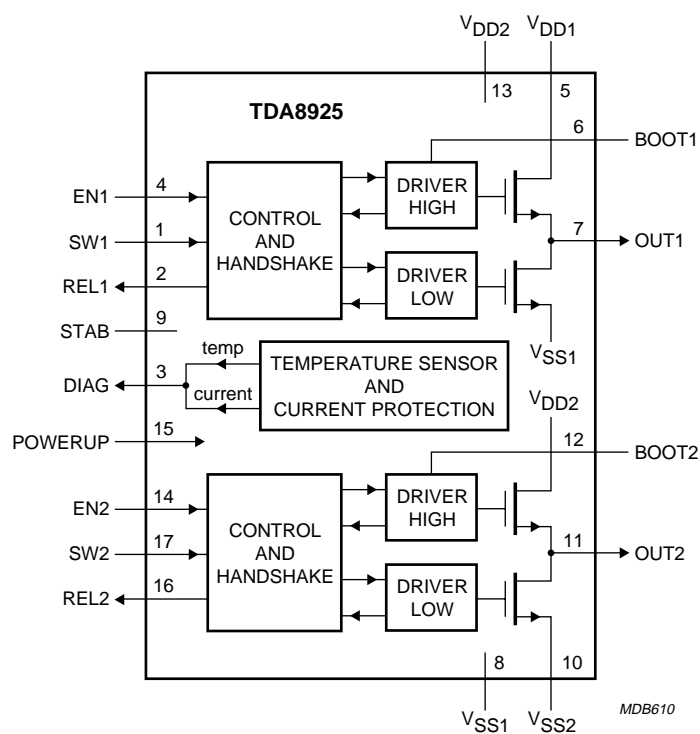 VDD2 VDD1
13 5
TDA8925
6 BOOT1
EN1 4
SW1 1
REL1 2
CONTROL
AND
HANDSHAKE
DRIVER
HIGH
DRIVER
LOW
7 OUT1
VSS1
STAB 9
DIAG 3
temp
current
TEMPERATURE SENSOR
AND
CURRENT PROTECTION
POWERUP 15
VDD2
12 BOOT2
EN2 14
SW2 17
REL2 16
CONTROL
AND
HANDSHAKE
DRIVER
HIGH
DRIVER
LOW
11 OUT2
8 10
VSS1 VSS2
MDB610